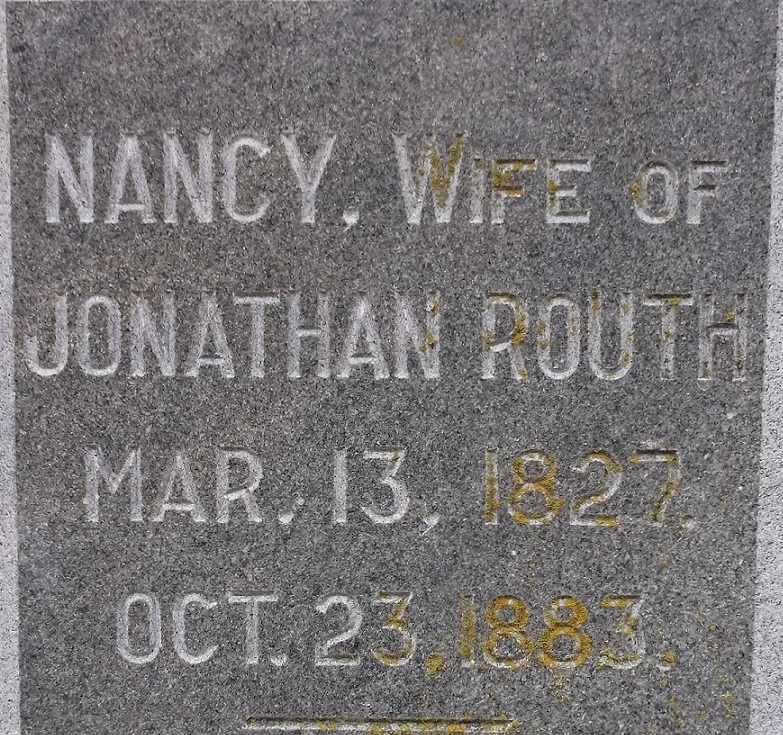 NANCY, WIFE OF
JONATHAN ROUTH
MAR. 13, 1827.
OCT. 23, 1883.